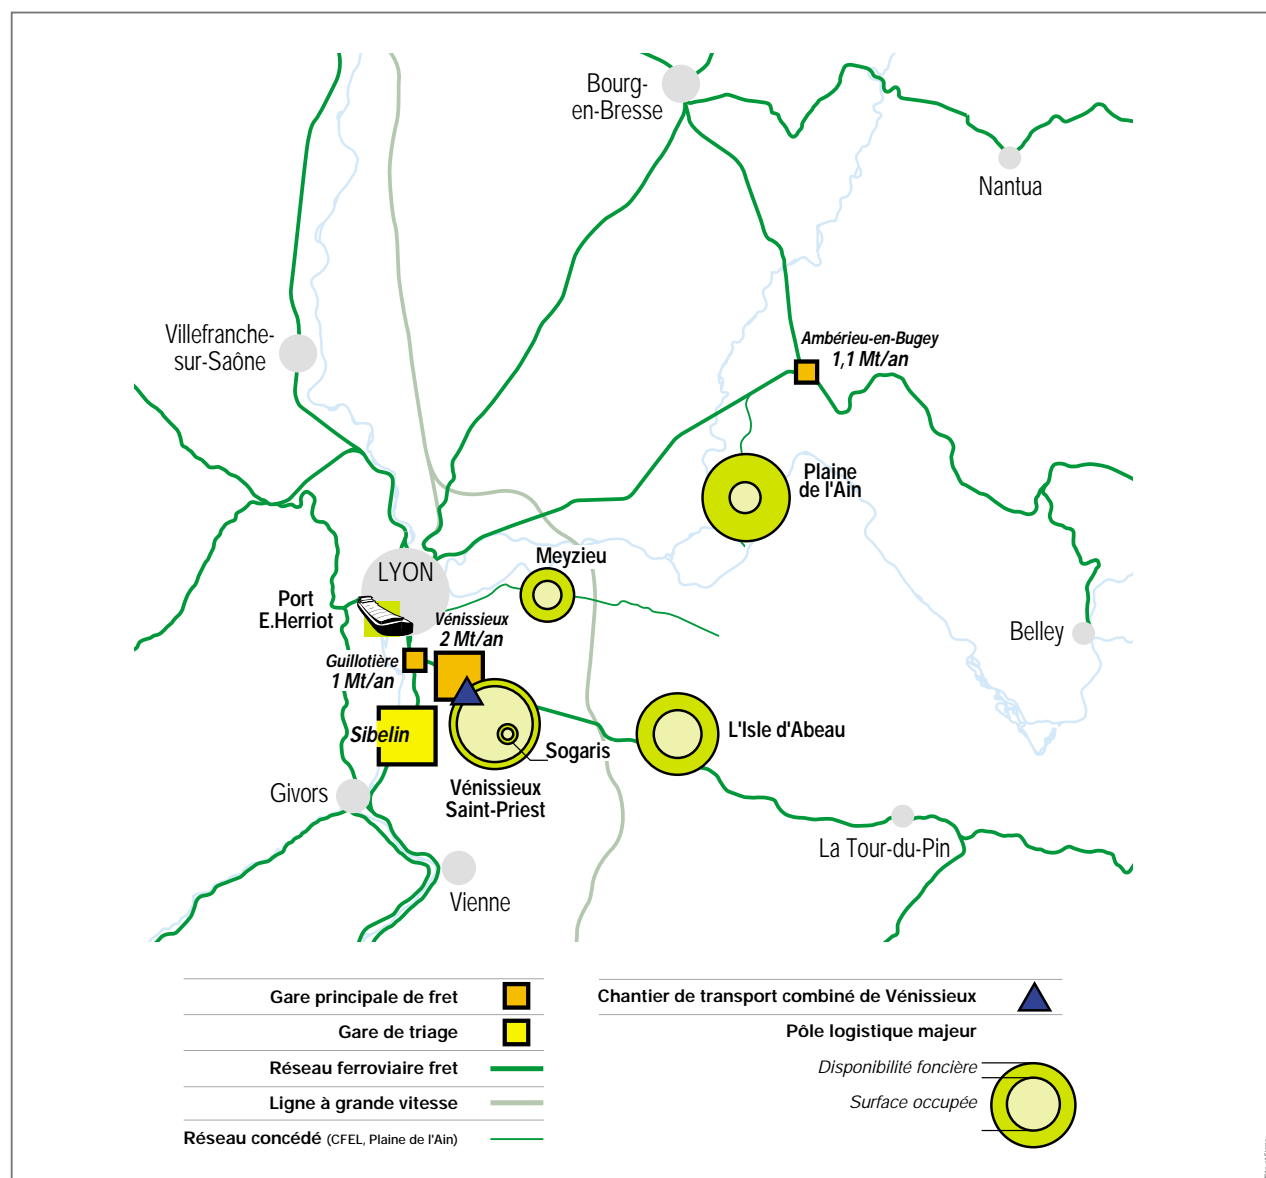 Bourg-
en-Bresse
Nantua
Villefranche-
sur-Saône
Ambérieu-en-Bugey
1,1 Mt/an
Plaine
de l'Ain
Meyzieu
LYON
Port
E.Herriot
Vénissieux
2 Mt/an
Guillotière
1 Mt/an
Belley
Sibelin
Sogaris
L'Isle d'Abeau
Vénissieux
Saint-Priest
Givors
La Tour-du-Pin
Vienne
Gare principale de fret
Gare de triage
Réseau ferroviaire fret
Ligne à grande vitesse
Réseau concédé (CFEL, Plaine de l'Ain)
Chantier de transport combiné de Vénissieux
Pôle logistique majeur
Disponibilité foncière
Surface occupée